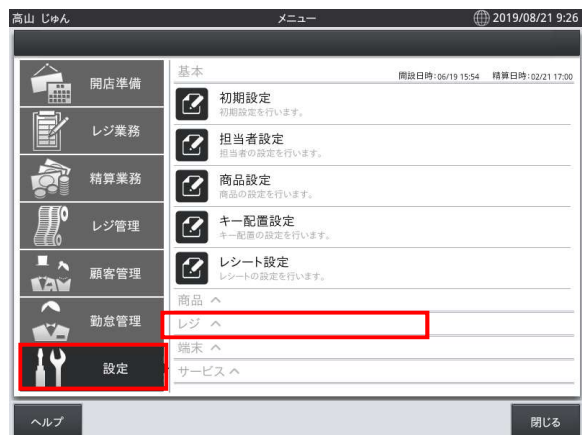 高山 じゅん
メニュー
2019/08/21 9:26
開店準備
レジ業務
精算業務
レジ管理
顧客管理
勤怠管理
設定
基本
開設日時:06/19 15:54 精算日時:02/21 17:00
初期設定
初期設定を行います。
担当者設定
担当者の設定を行います。
商品設定
商品の設定を行います。
キー配置設定
キー配置の設定を行います。
レシート設定
レシートの設定を行います。
商品 へ
レジ へ
端末 へ
サービス へ
ヘルプ
閉じる